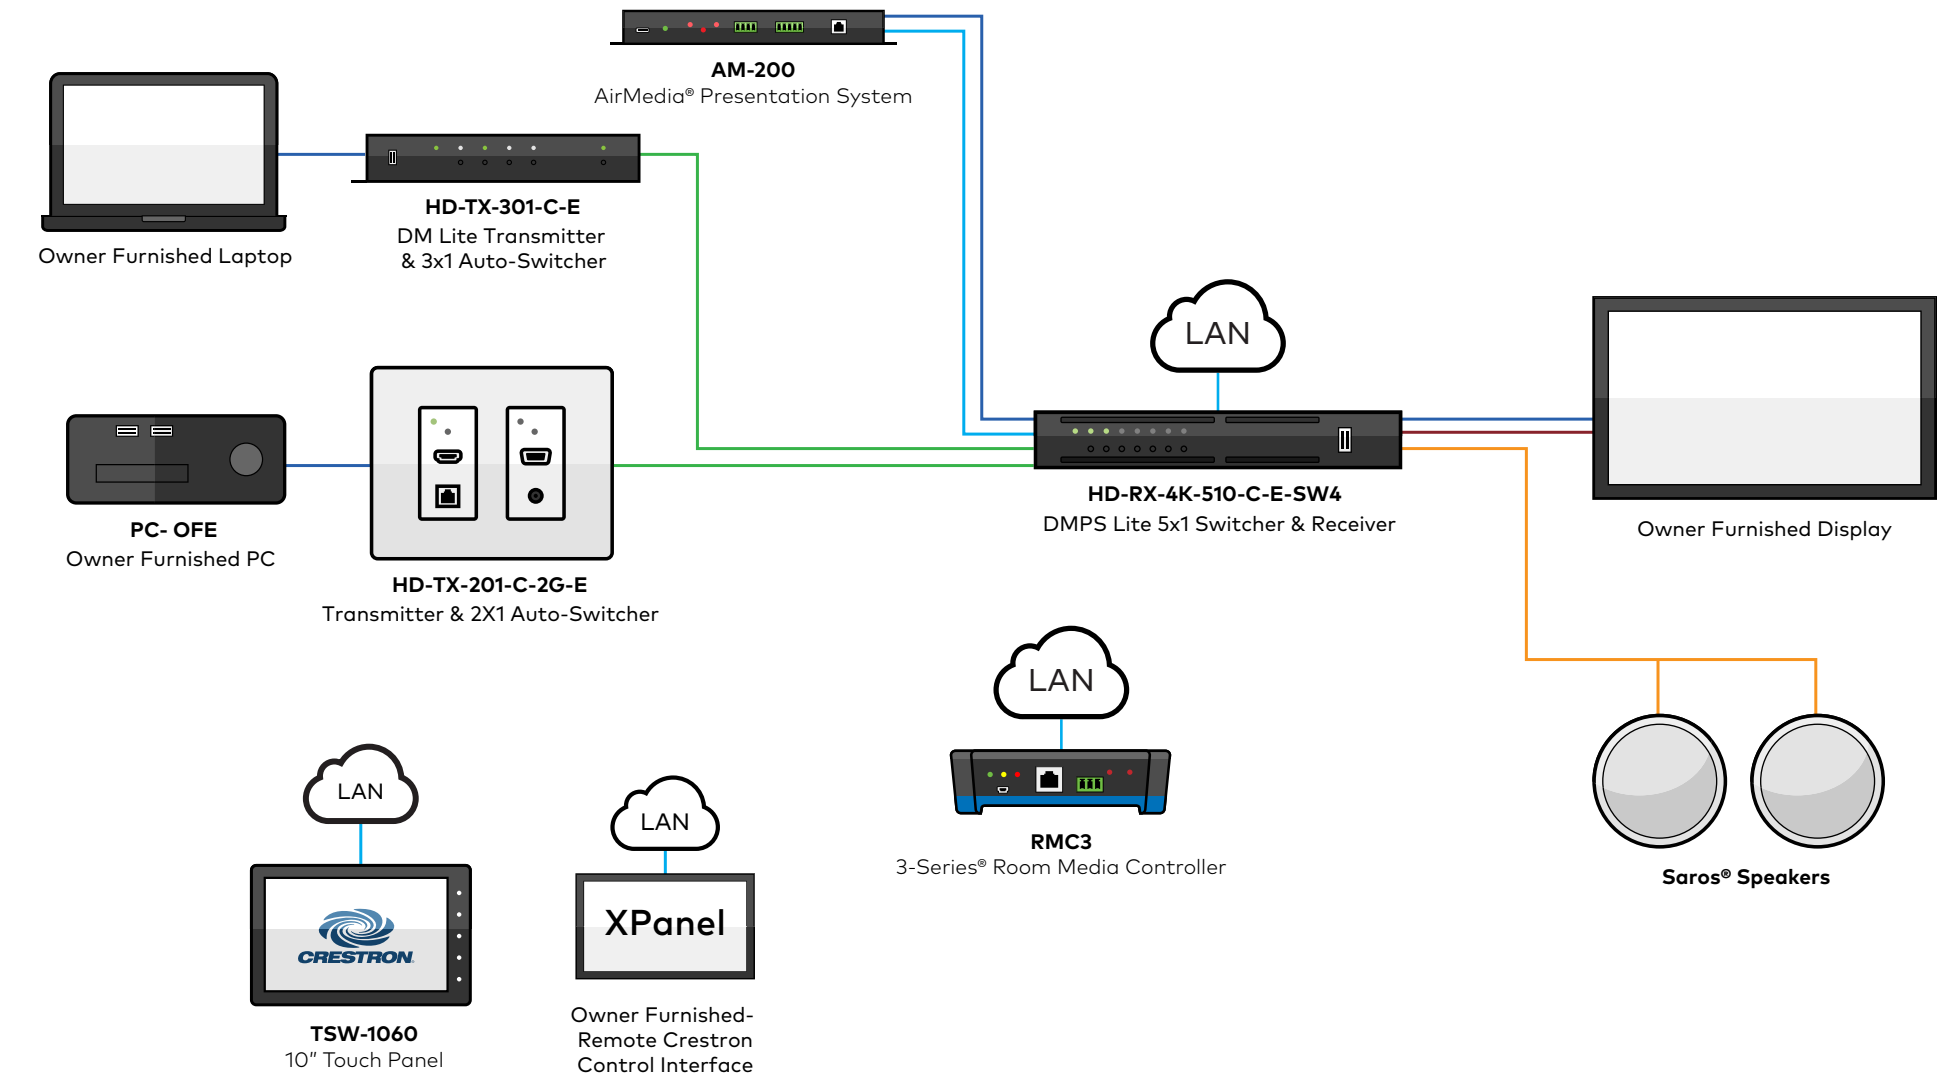 AM-200
AirMedia® Presentation System
HD-TX-301-C-E
DM Lite Transmitter
& 3x1 Auto-Switcher
Owner Furnished Laptop
LAN
HD-RX-4K-510-C-E-SW4
DMPS Lite 5x1 Switcher & Receiver
Owner Furnished Display
PC- OFE
Owner Furnished PC
HD-TX-201-C-2G-E
Transmitter & 2X1 Auto-Switcher
LAN
RMC3
3-Series® Room Media Controller
Saros® Speakers
LAN
CRESTRON
TSW-1060
10” Touch Panel
LAN
XPanel
Owner Furnished-
Remote Crestron
Control Interface